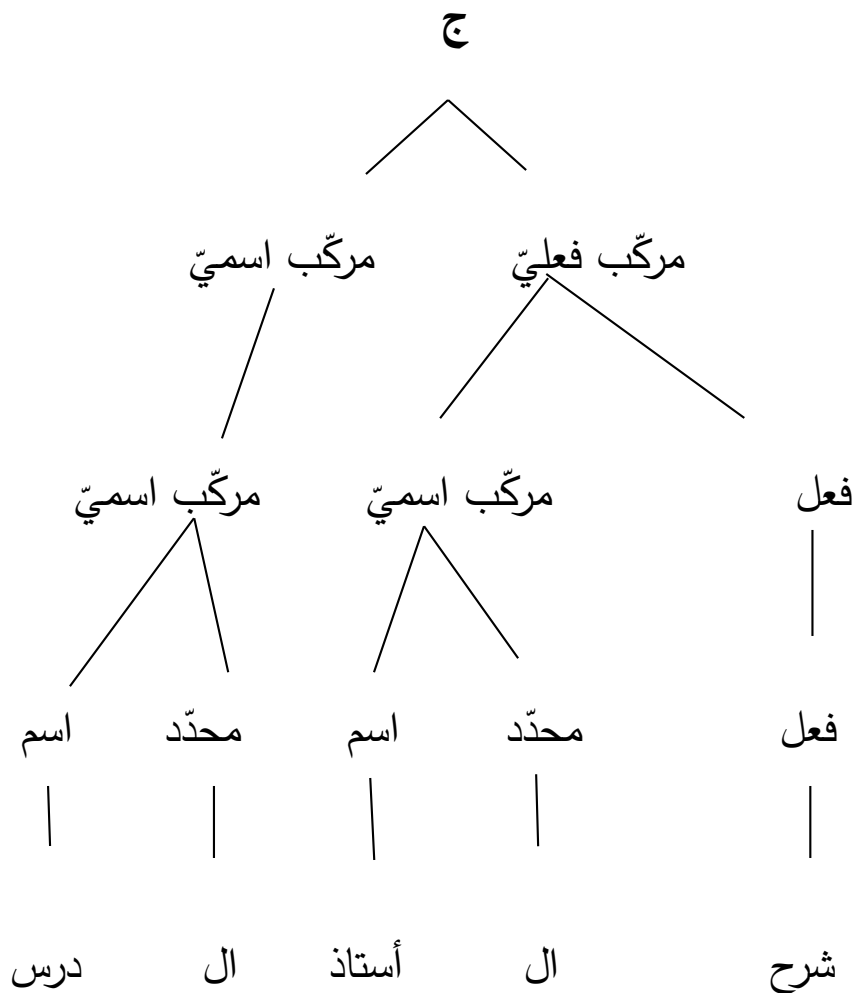 ج
مركّب فعليّ مركّب اسميّ
فعل مركّب اسميّ مركّب اسميّ
فعل محدّد اسم محدّد اسم
شرح ال أستاذ ال درس